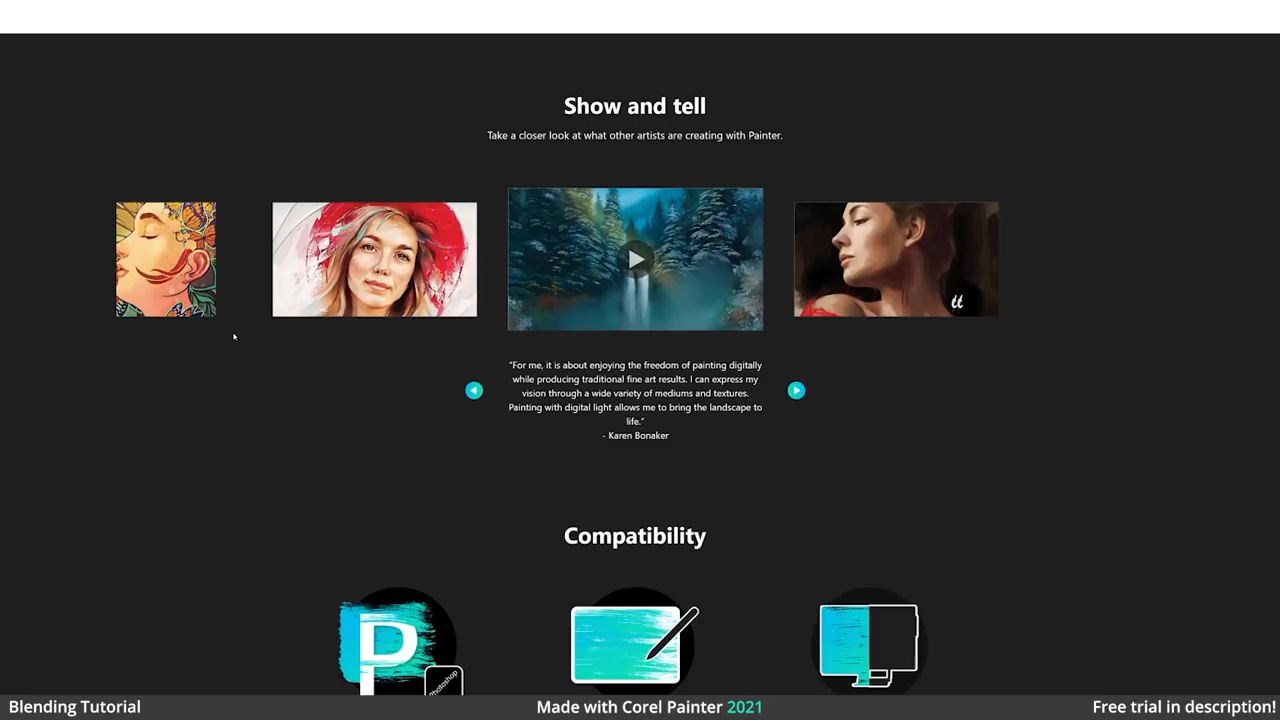 Show and tell
Take a closer look at what other artists are creating with Painter.
“For me, it is about enjoying the freedom of painting digitally
while producing traditional fine art results. I can express my
vision through a wide variety of mediums and textures.
Painting with digital light allows me to bring the landscape to
life.”
- Karen Bonaker
Compatibility
P
Photoshop
Blending Tutorial
Made with Corel Painter 2021
Free trial in description!